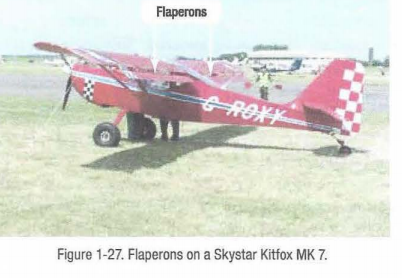 Flaperons
G-ROXY
Figure 1-27. Flaperons on a Skystar Kitfox MK 7.